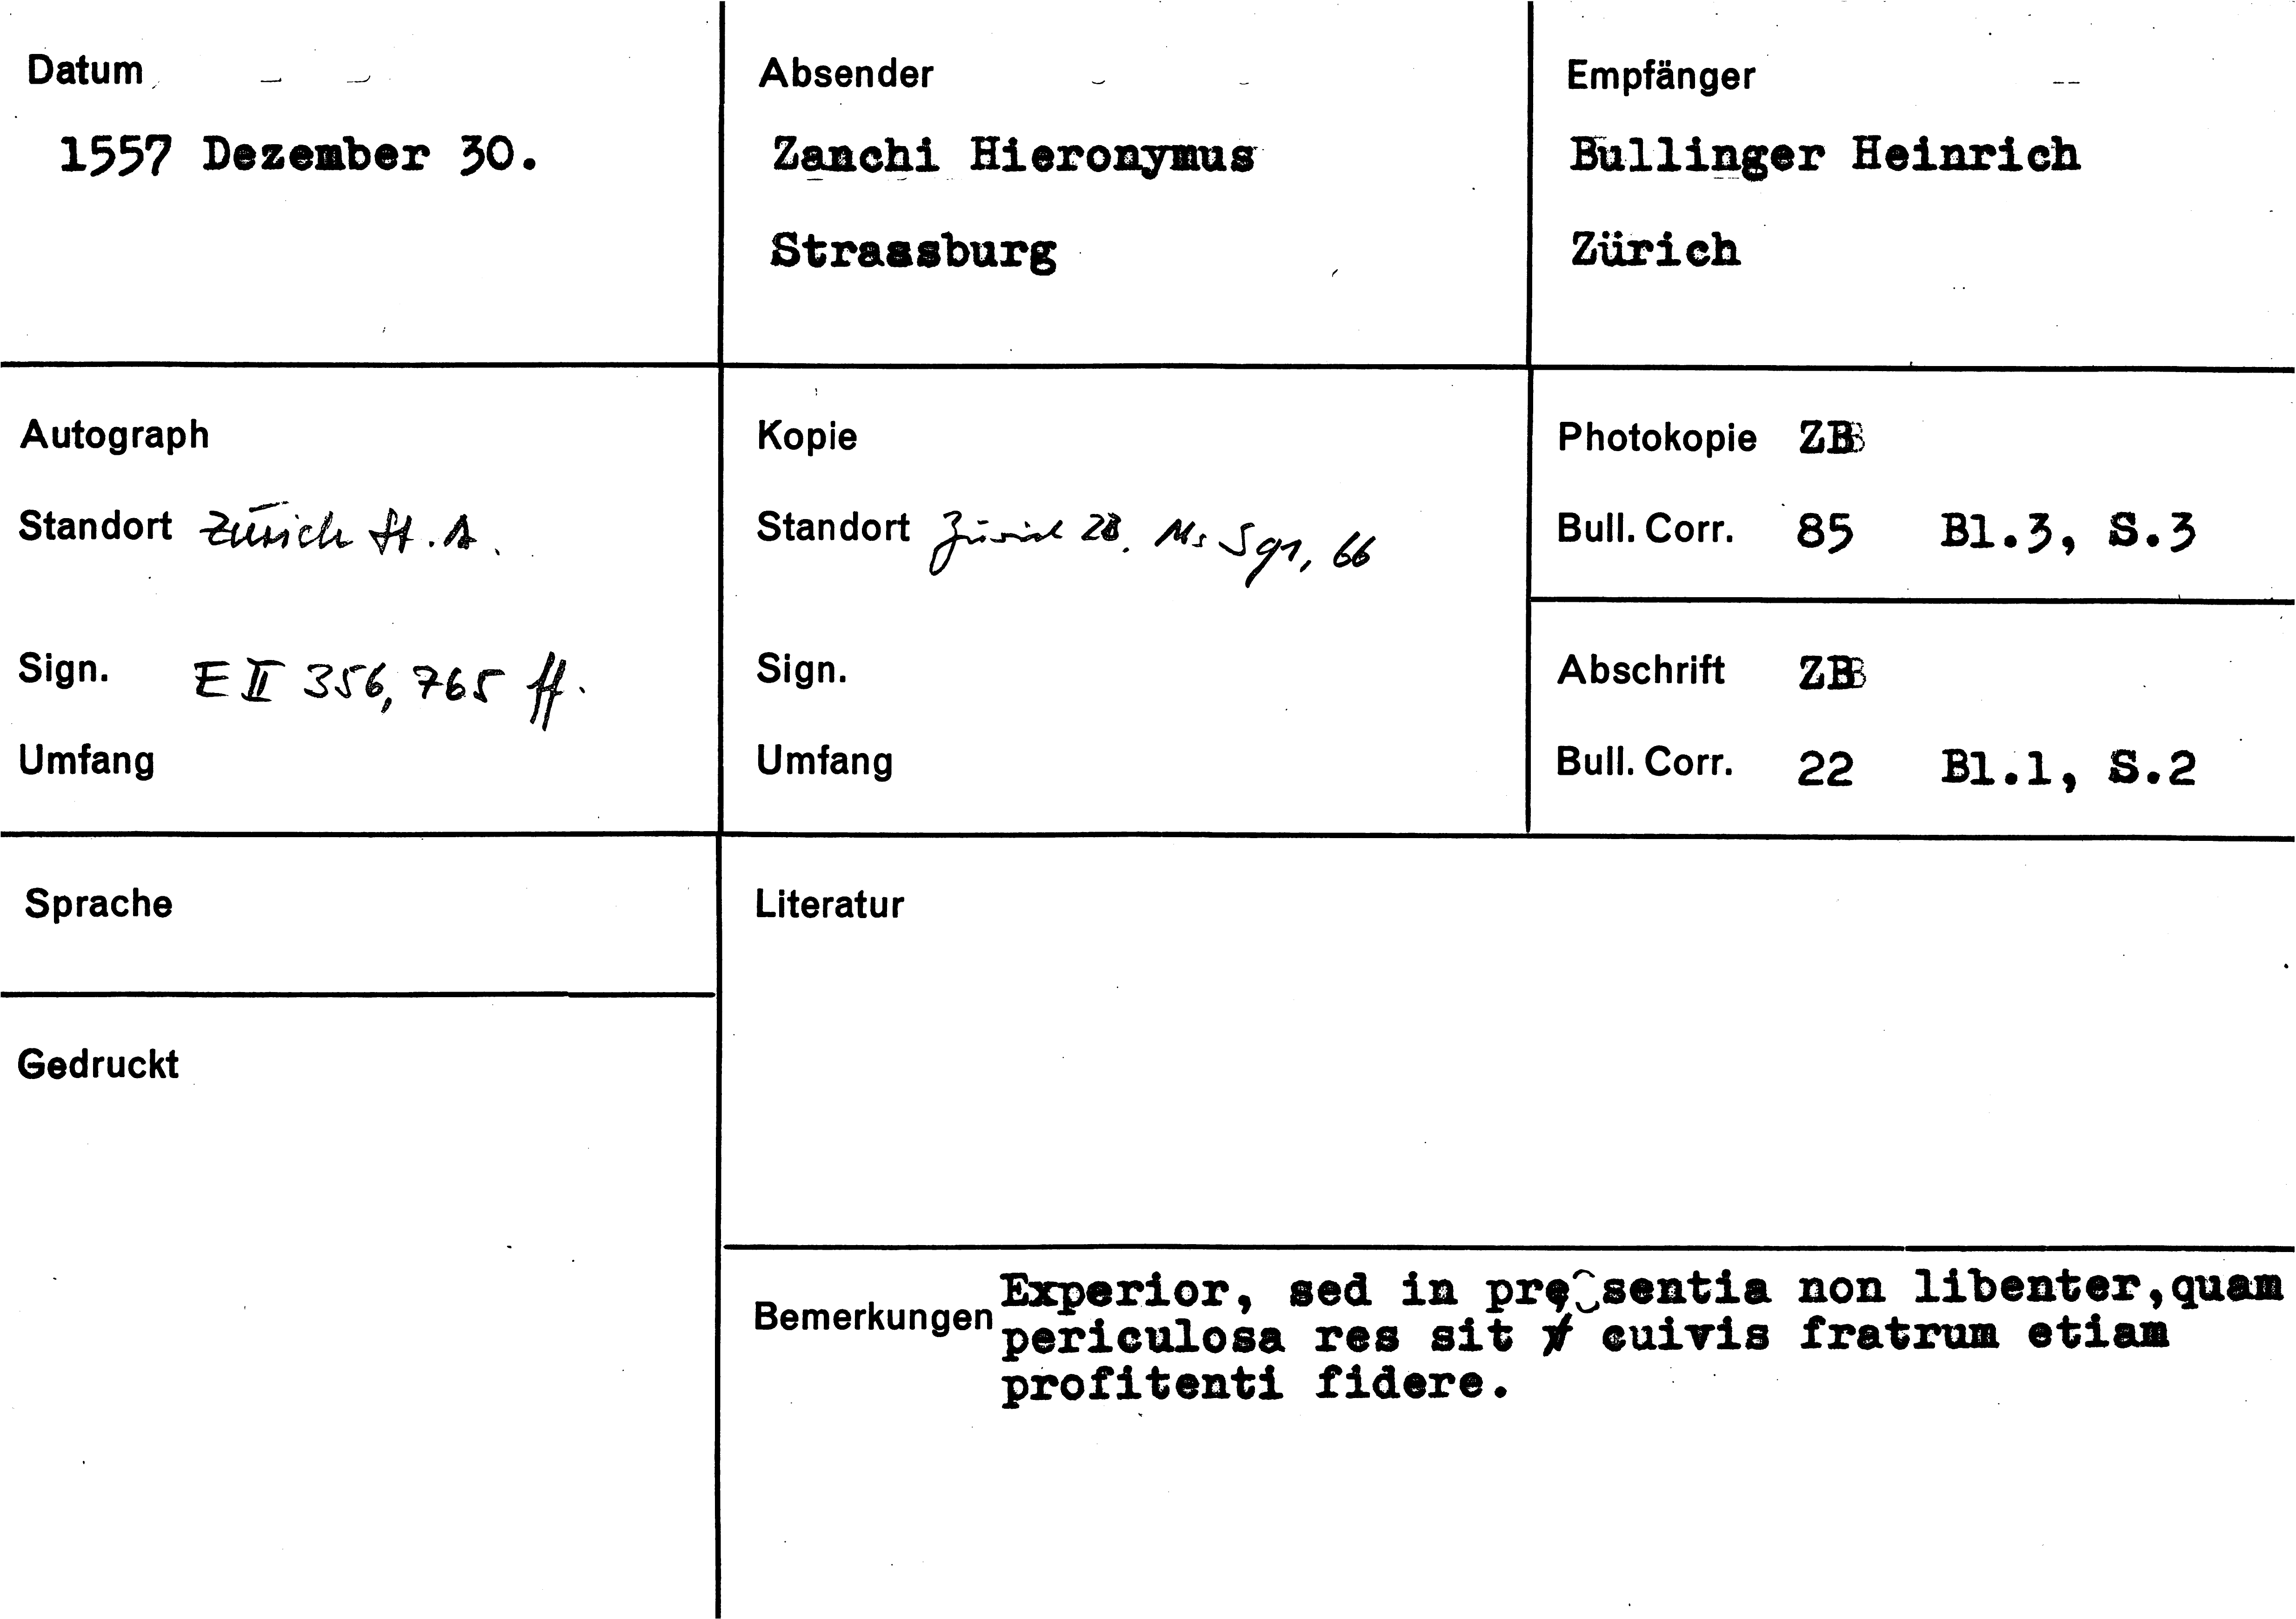 Datum
1557 Dezember 30.
Absender
Zanchi Hieronymus
Strassburg
Empfänger
Bullinger Heinrich
Zürich
Autograph
Standort Zürich St.A.
Sign. E II 356, 765 ff.
Umfang
Kopie
Standort Zürich ZB. Ms S 91, 66
Sign.
Umfang
Photokopie ZB
Bull. Corr. 85 Bl.3, S.3
Abschrift ZB
Bull. Corr. 22 Bl.1, S.2
Sprache
Gedruckt
Literatur
Bemerkungen
Experior, sed in pręsentia non libenter,quam
periculosa res sit cuivis fratrum etiam
profitenti fidere.